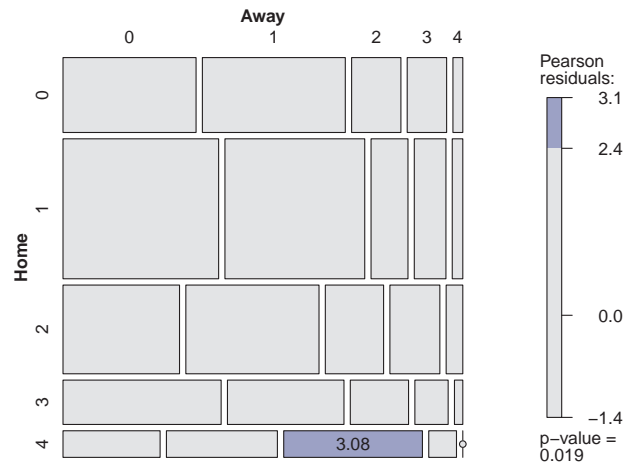 Away
0 1 2 3 4
Home
0
1
2
3
4
3.08
Pearson
residuals:
3.1
2.4
0.0
−1.4
p−value =
0.019